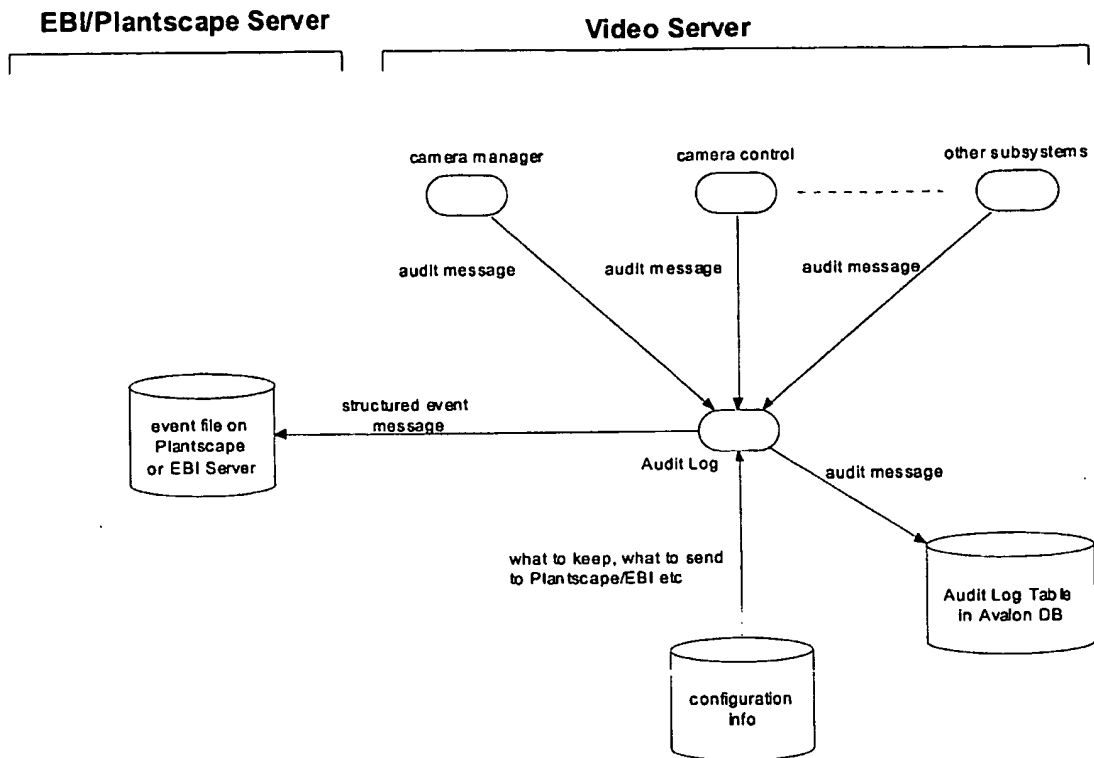 EBI/Plantscape Server
Video Server
camera manager
camera control
other subsystems
audit message
audit message
audit message
structured event
message
event file on
Plantscape
or EBI Server
Audit Log
audit message
what to keep, what to send
to Plantscape/EBI etc
Audit Log Table
in Avalon DB
configuration
info